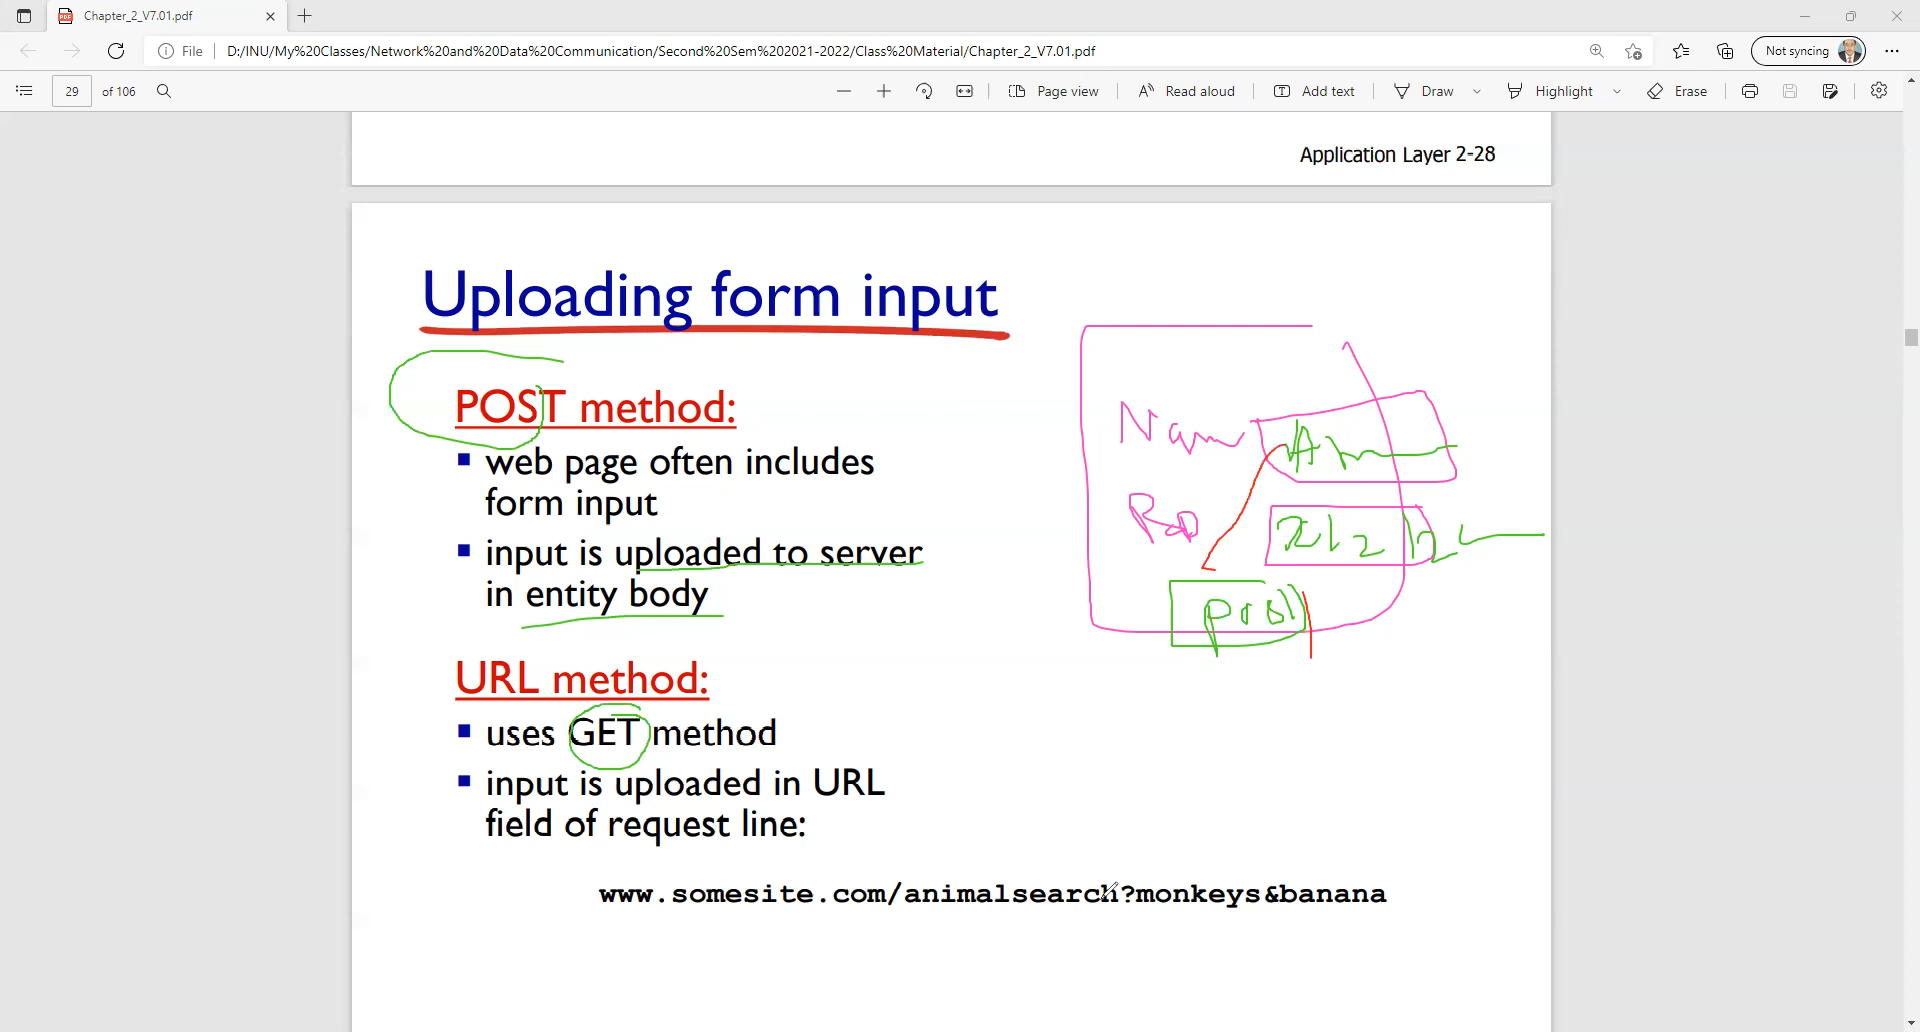 Chapter_2_V7.01.pdf
File
D:/INU/My%20Classes/Network%20and%20Data%20Communication/Second%20Sem%202021-2022/Class%20Material/Chapter_2_V7.01.pdf
Not syncing
29 of 106
Page view
Read aloud
Add text
Draw
Highlight
Erase
Application Layer 2-28
Uploading form input
POST method:
web page often includes
form input
input is uploaded to server
in entity body
URL method:
uses GET method
input is uploaded in URL
field of request line:
www.somesite.com/animalsearch?monkeys&banana